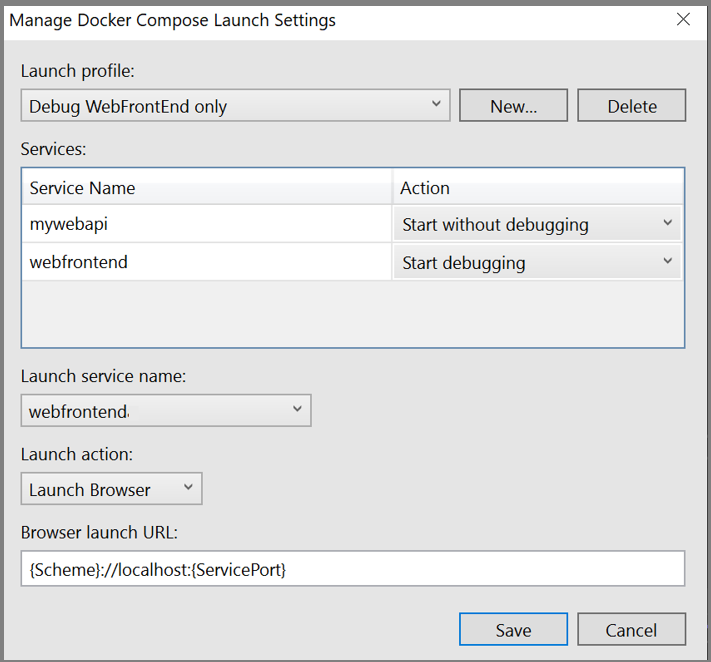 Manage Docker Compose Launch Settings
Launch profile:
Debug WebFrontEnd only New... Delete
Services:
Service Name Action
mywebapi Start without debugging
webfrontend Start debugging
Launch service name:
webfrontend
Launch action:
Launch Browser
Browser launch URL:
{Scheme}://localhost:{ServicePort}
Save Cancel